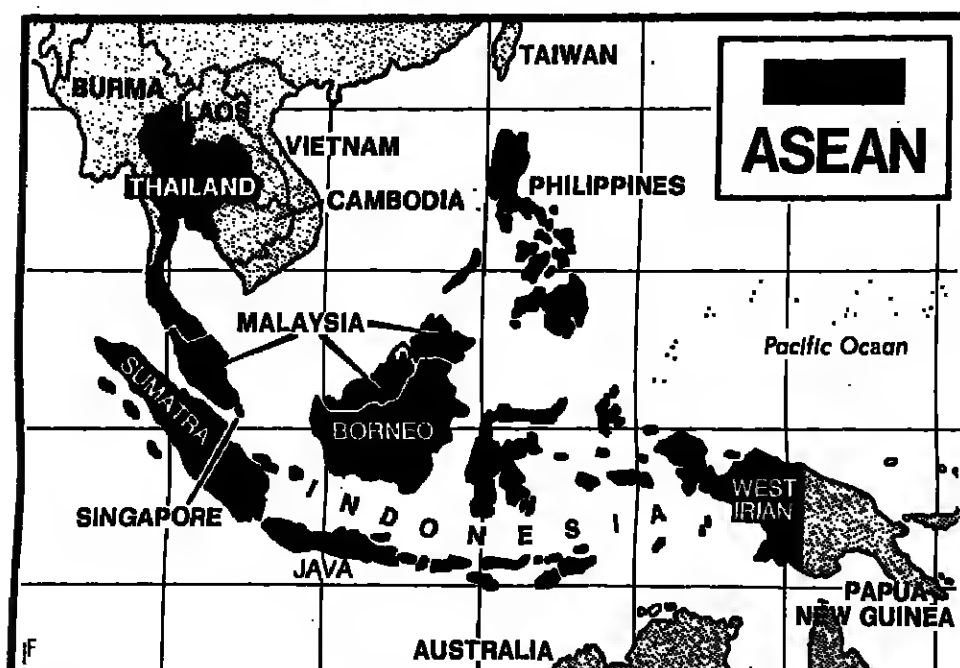 TAIWAN
BURMA
LAOS
ASEAN
VIETNAM
THAILAND
PHILIPPINES
CAMBODIA
MALAYSIA
Pacific Ocaan
SUMATRA
BORNEO
WEST
IRIAN
SINGAPORE
INDONESIA
JAVA
PAPUA
NEW GUINEA
AUSTRALIA
F